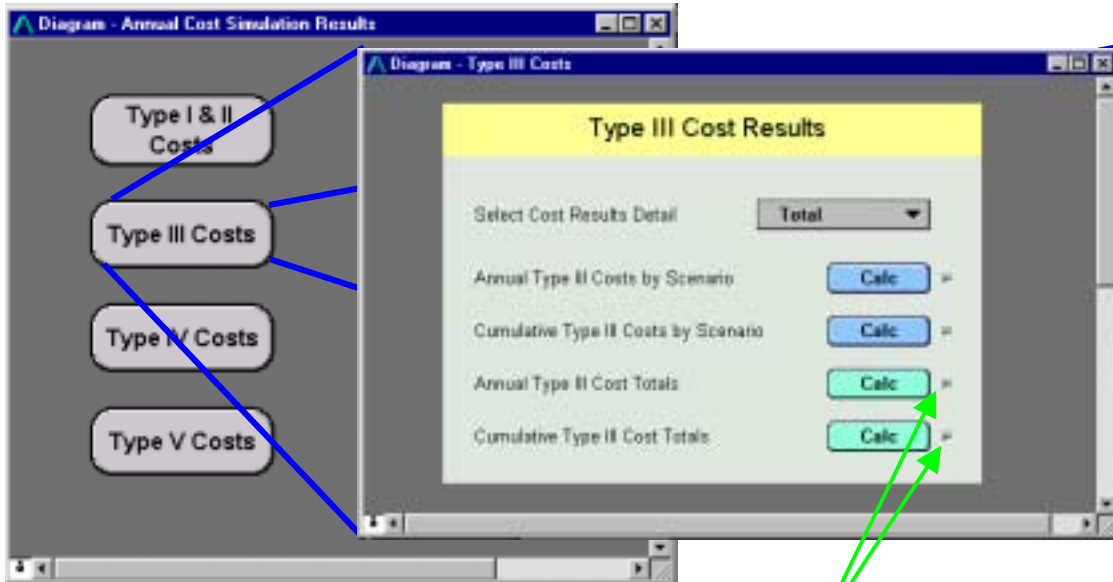 Diagram - Annual Cost Simulation Results
Type I & II
Costs
Type III Costs
Type IV Costs
Type V Costs
Diagram - Type III Costs
Type III Cost Results
Select Cost Results Detail
Total
Annual Type III Costs by Scenario
Calc
Cumulative Type III Costs by Scenario
Calc
Annual Type III Cost Totals
Calc
Cumulative Type III Cost Totals
Calc